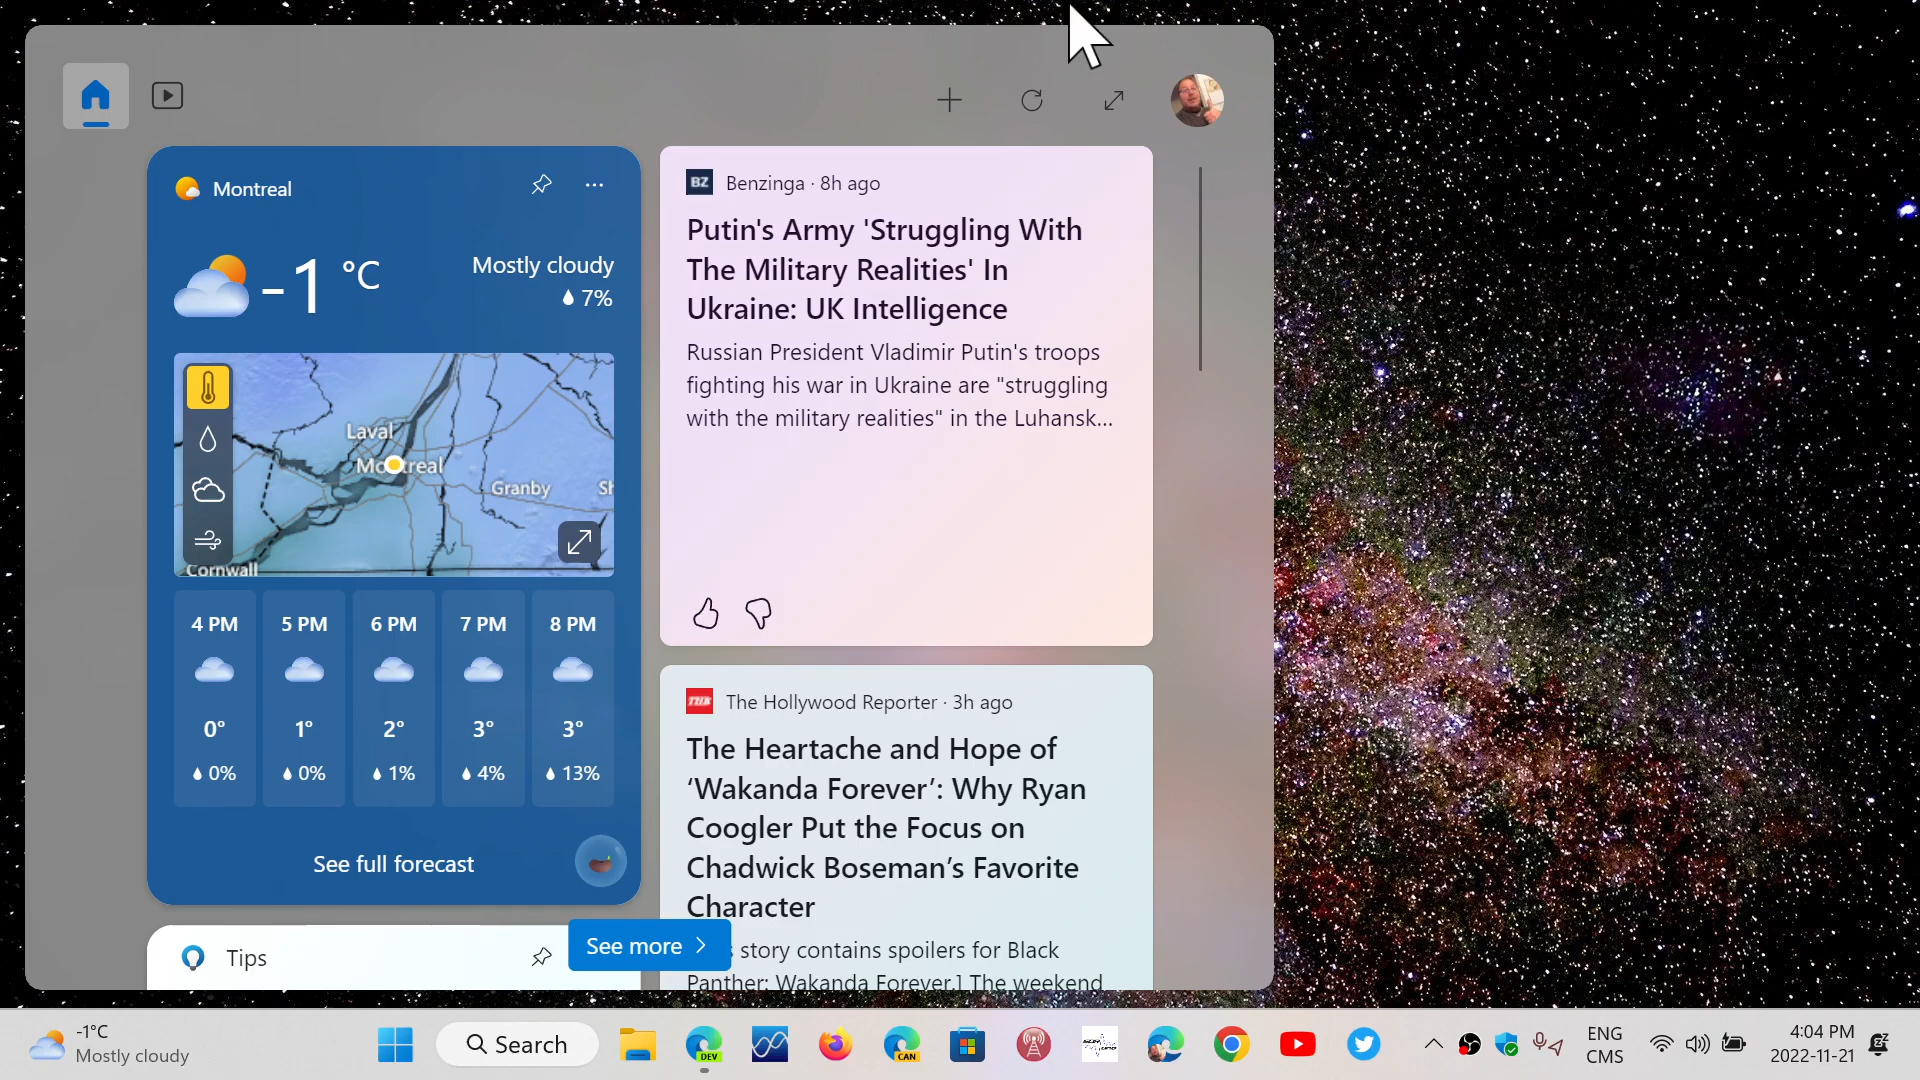 Montreal
-1 °C
Mostly cloudy
7%
Laval
Montreal
Granby
Sh
Cornwall
4 PM 5 PM 6 PM 7 PM 8 PM
0° 1° 2° 3° 3°
0% 0% 1% 4% 13%
See full forecast
Tips
BZ Benzinga · 8h ago
Putin's Army 'Struggling With
The Military Realities' In
Ukraine: UK Intelligence
Russian President Vladimir Putin's troops
fighting his war in Ukraine are "struggling
with the military realities" in the Luhansk...
THR The Hollywood Reporter · 3h ago
The Heartache and Hope of
‘Wakanda Forever’: Why Ryan
Coogler Put the Focus on
Chadwick Boseman’s Favorite
Character
s story contains spoilers for Black
Panther: Wakanda Forever.] The weekend
See more
-1°C
Mostly cloudy
Search
DEV
CAN
ENG
CMS
4:04 PM
2022-11-21